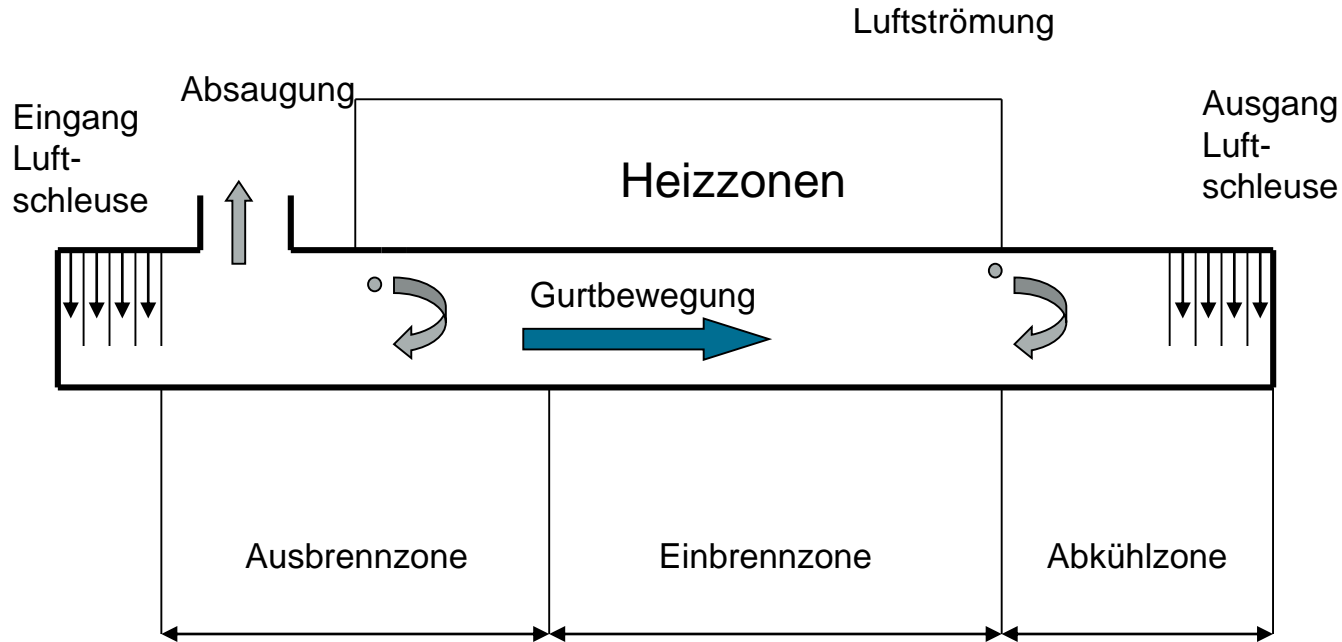 Luftströmung
Absaugung
Eingang
Luft-
schleuse
Ausgang
Luft-
schleuse
Heizzonen
Gurtbewegung
Ausbrennzone
Einbrennzone
Abkühlzone